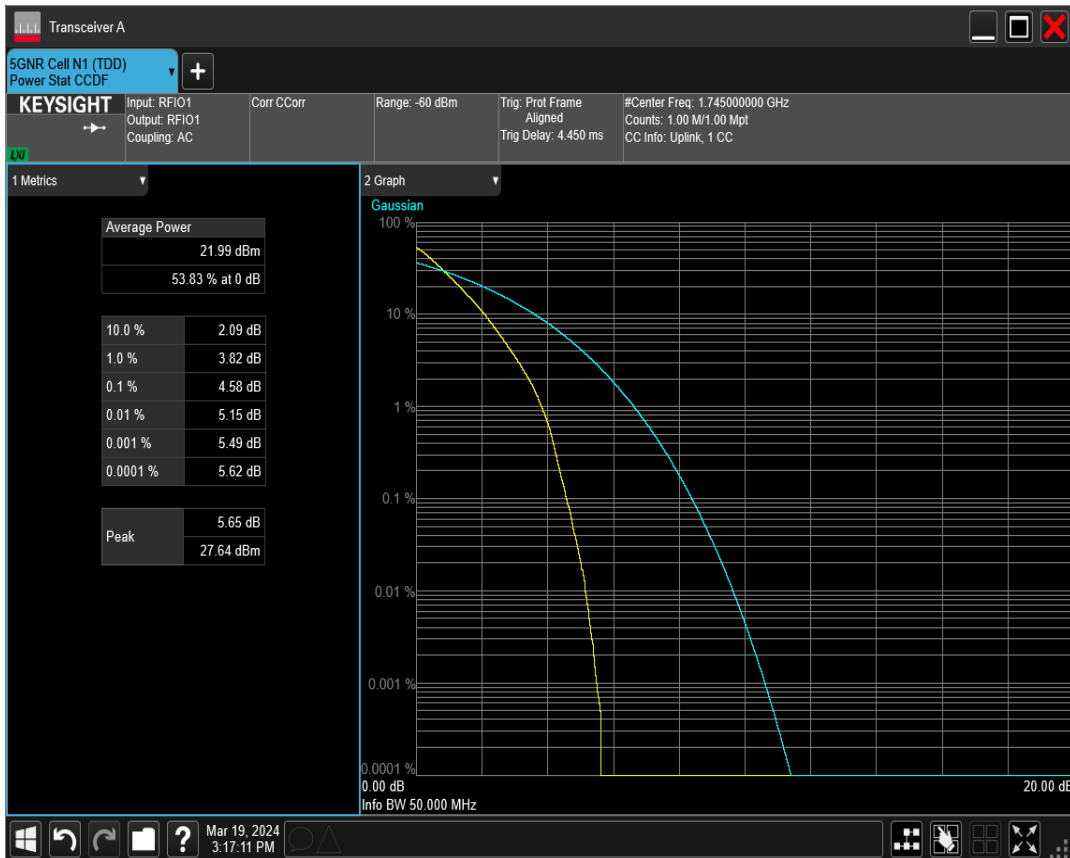 Transceiver A
5GNR Cell N1 (TDD)
Power Stat CCDF
+
KEYSIGHT
LXI
Input: RFIO1
Output: RFIO1
Coupling: AC
Corr CCorr
Range: -60 dBm
Trig: Prot Frame
Aligned
Trig Delay: 4.450 ms
#Center Freq: 1.745000000 GHz
Counts: 1.00 M/1.00 Mpt
CC Info: Uplink, 1 CC
1 Metrics
Average Power
21.99 dBm
53.83 % at 0 dB
10.0 % 2.09 dB
1.0 % 3.82 dB
0.1 % 4.58 dB
0.01 % 5.15 dB
0.001 % 5.49 dB
0.0001 % 5.62 dB
Peak
5.65 dB
27.64 dBm
2 Graph
Gaussian
100 %
10 %
1 %
0.1 %
0.01 %
0.001 %
0.0001 %
0.00 dB 20.00 dB
Info BW 50.000 MHz
?
Mar 19, 2024
3:17:11 PM